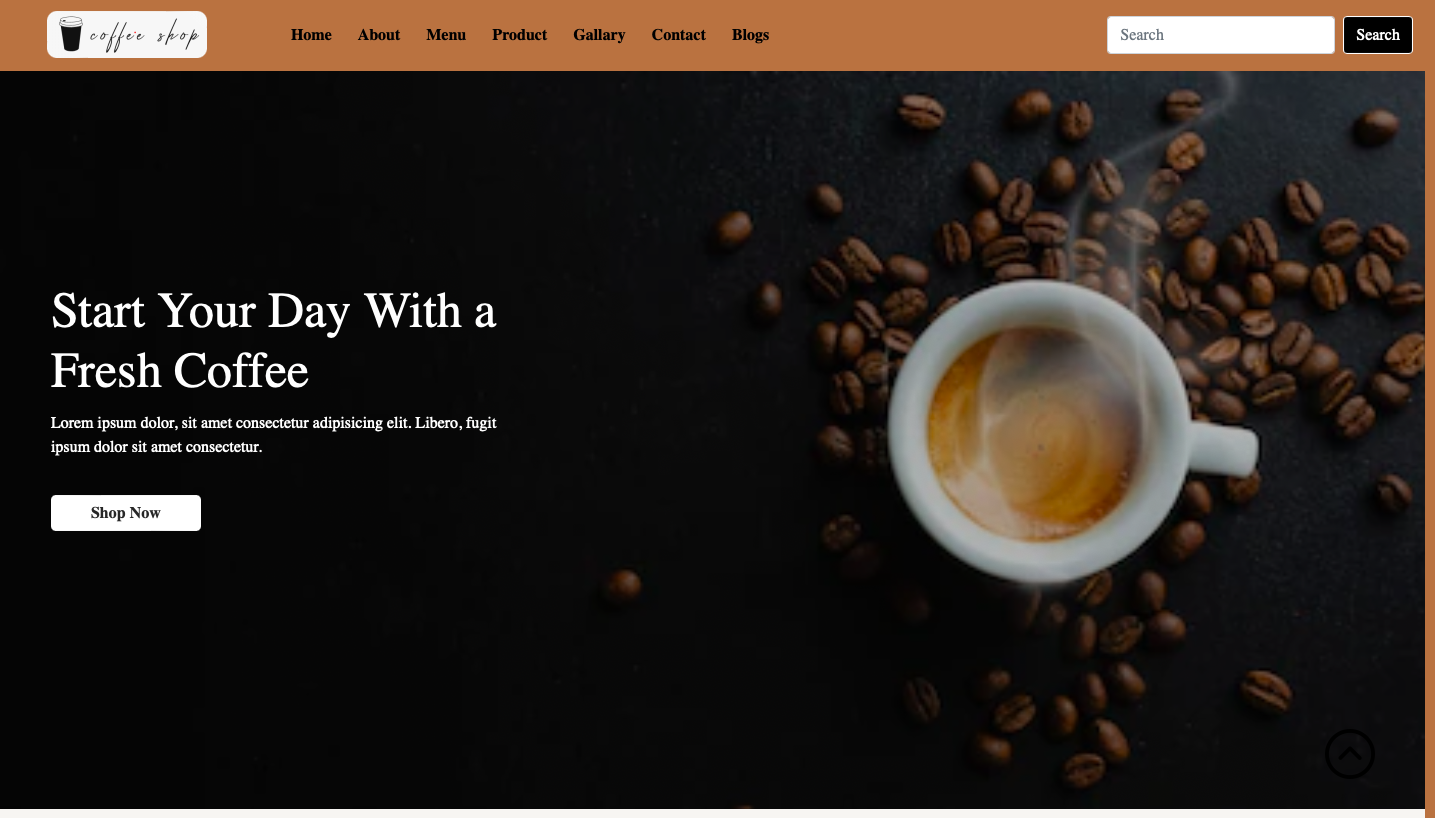 coffee shop
Home About Menu Product Gallary Contact Blogs
Search
Search
Start Your Day With a
Fresh Coffee
Lorem ipsum dolor, sit amet consectetur adipisicing elit. Libero, fugit
ipsum dolor sit amet consectetur.
Shop Now